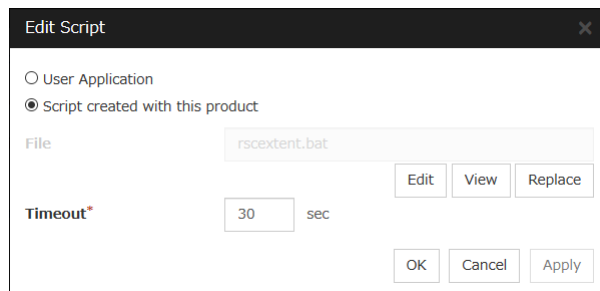 Edit Script
User Application
Script created with this product
File rscextent.bat
Edit View Replace
Timeout* 30 sec
OK Cancel Apply